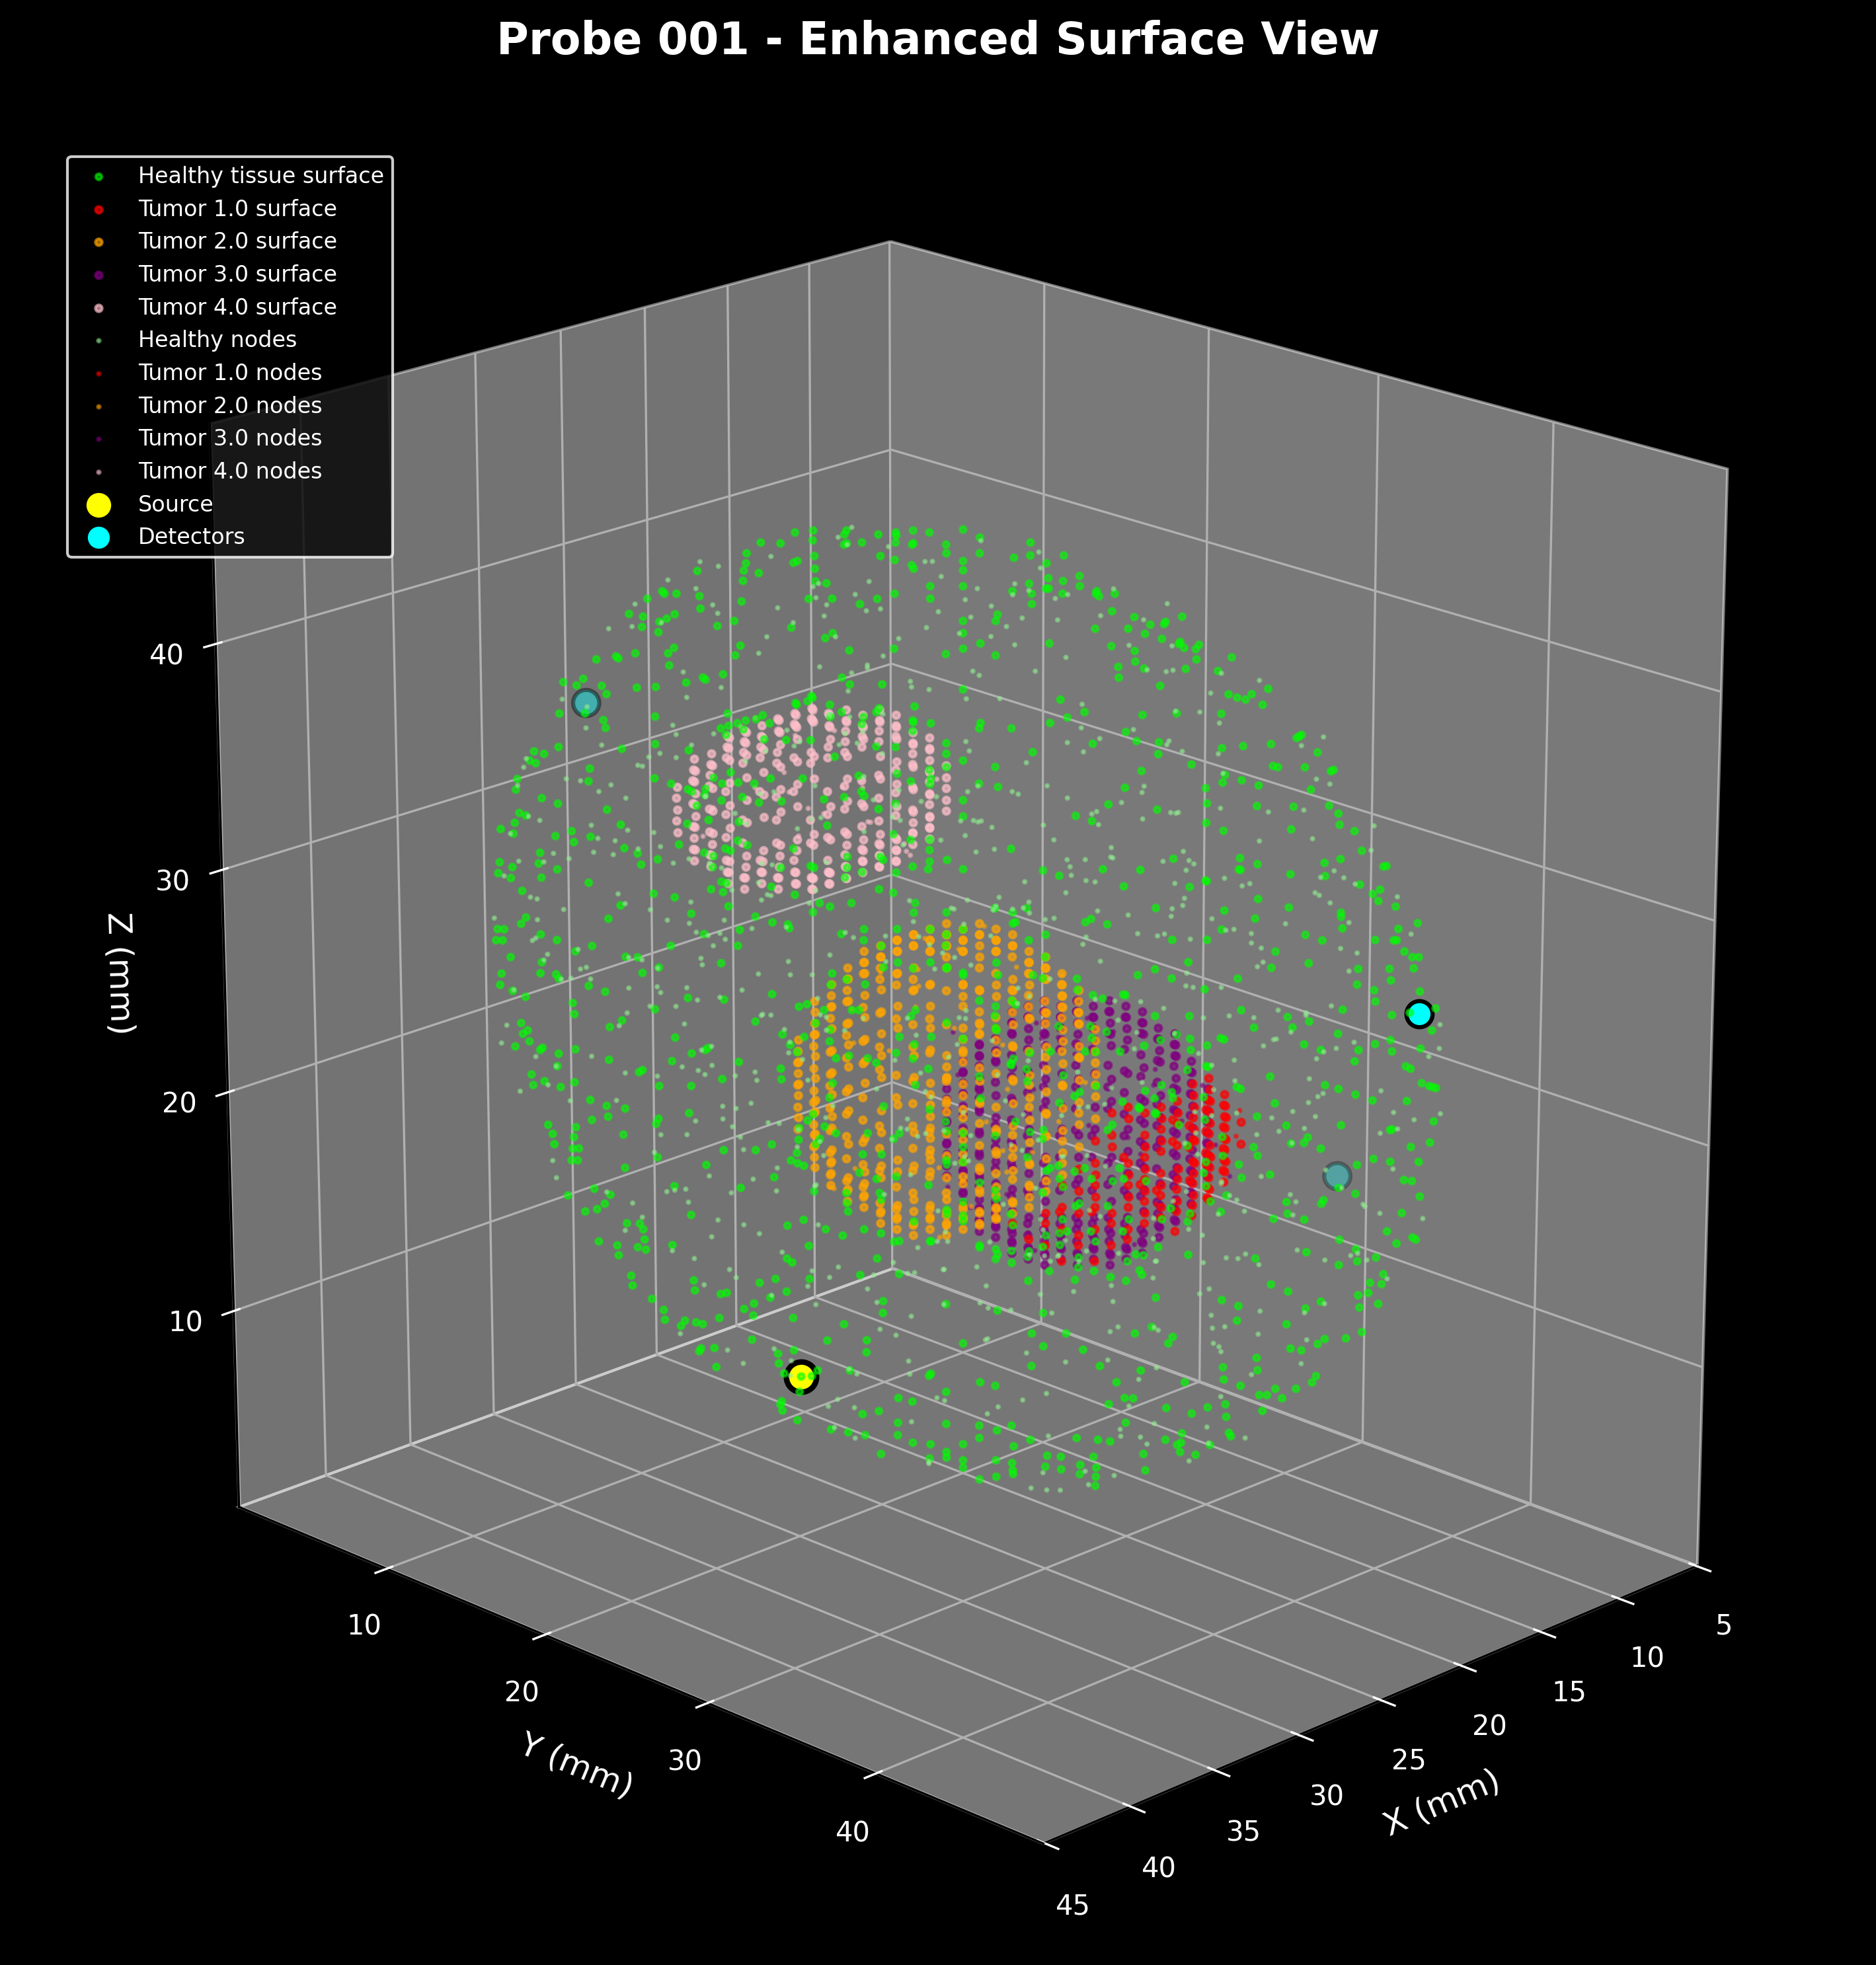 Probe 001 - Enhanced Surface View
Healthy tissue surface
Tumor 1.0 surface
Tumor 2.0 surface
Tumor 3.0 surface
Tumor 4.0 surface
Healthy nodes
Tumor 1.0 nodes
Tumor 2.0 nodes
Tumor 3.0 nodes
Tumor 4.0 nodes
Source
Detectors
40
30
20
10
Z (mm)
10
20
30
40
Y (mm)
5
10
15
20
25
30
35
40
45
X (mm)